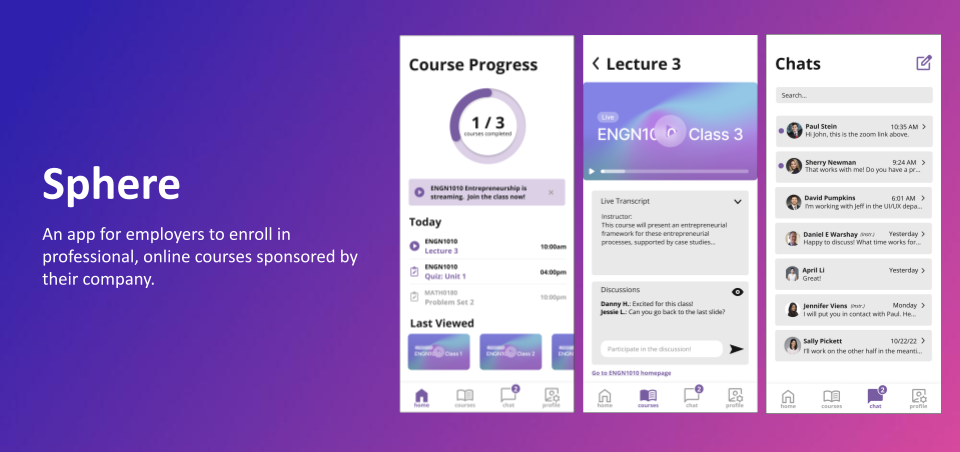 Sphere
An app for employers to enroll in
professional, online courses sponsored by
their company.
Course Progress
1 / 3
courses completed
ENGN1010 Entrepreneurship is
streaming. Join the class now!
Today
ENGN1010
Lecture 3
10:00am
ENGN1010
Quiz: Unit 1
04:00pm
MATH0180
Problem Set 2
10:00pm
Last Viewed
Class 1
Class 2
home
courses
2
chat
profile
Lecture 3
Live
Class 3
Live Transcript
Instructor:
This course will present an entrepreneurial
framework for these entrepreneurial
processes, supported by case studies...
Discussions
Danny H.: Excited for this class!
Jessie L.: Can you go back to the last slide?
Participate in the discussion!
Go to ENGN1010 homepage
home
courses
2
chat
profile
Chats
Search...
Paul Stein
10:35 AM
Hi John, this is the zoom link above.
Sherry Newman
9:24 AM
That works with me! Do you have a pr...
David Pumpkins
6:01 AM
I'm working with Jeff in the UI/UX depa...
Daniel E Warshay (Instr.)
Yesterday
Happy to discuss! What time works for...
April Li
Yesterday
Great!
Jennifer Viens (Instr.)
Monday
I will put you in contact with Paul. He...
Sally Pickett
10/22/22
I'll work on the other half in the meanti...
home
courses
2
chat
profile